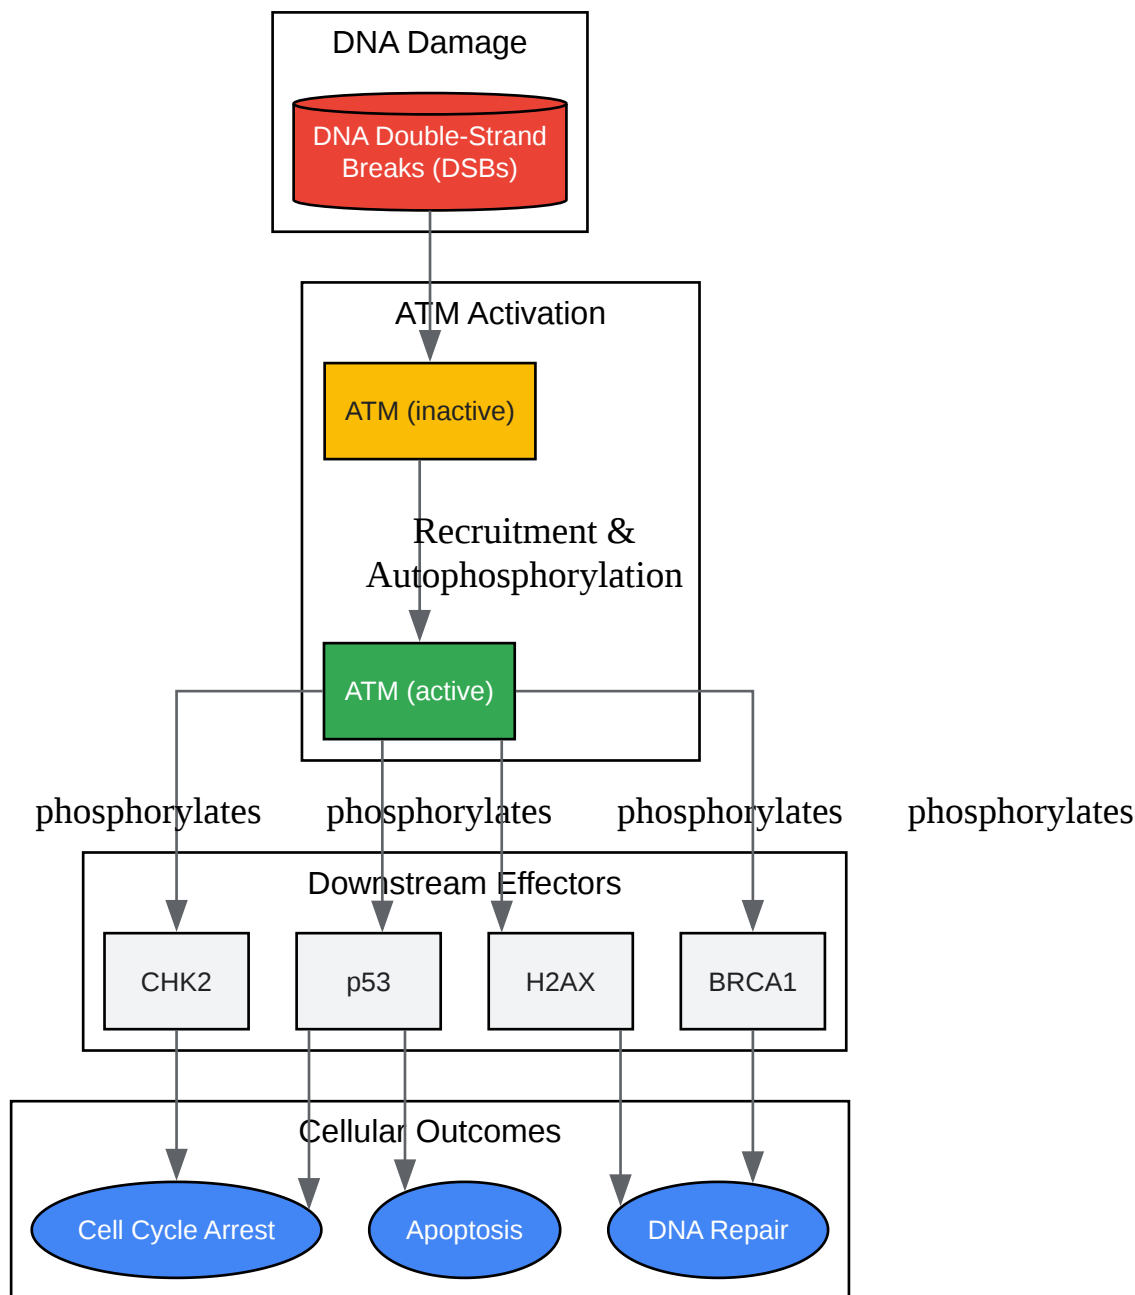 DNA Damage
DNA Double-Strand
Breaks (DSBs)
ATM Activation
ATM (inactive)
Recruitment &
Autophosphorylation
ATM (active)
phosphorylates
phosphorylates
phosphorylates
phosphorylates
Downstream Effectors
CHK2
p53
H2AX
BRCA1
Cellular Outcomes
Cell Cycle Arrest
Apoptosis
DNA Repair